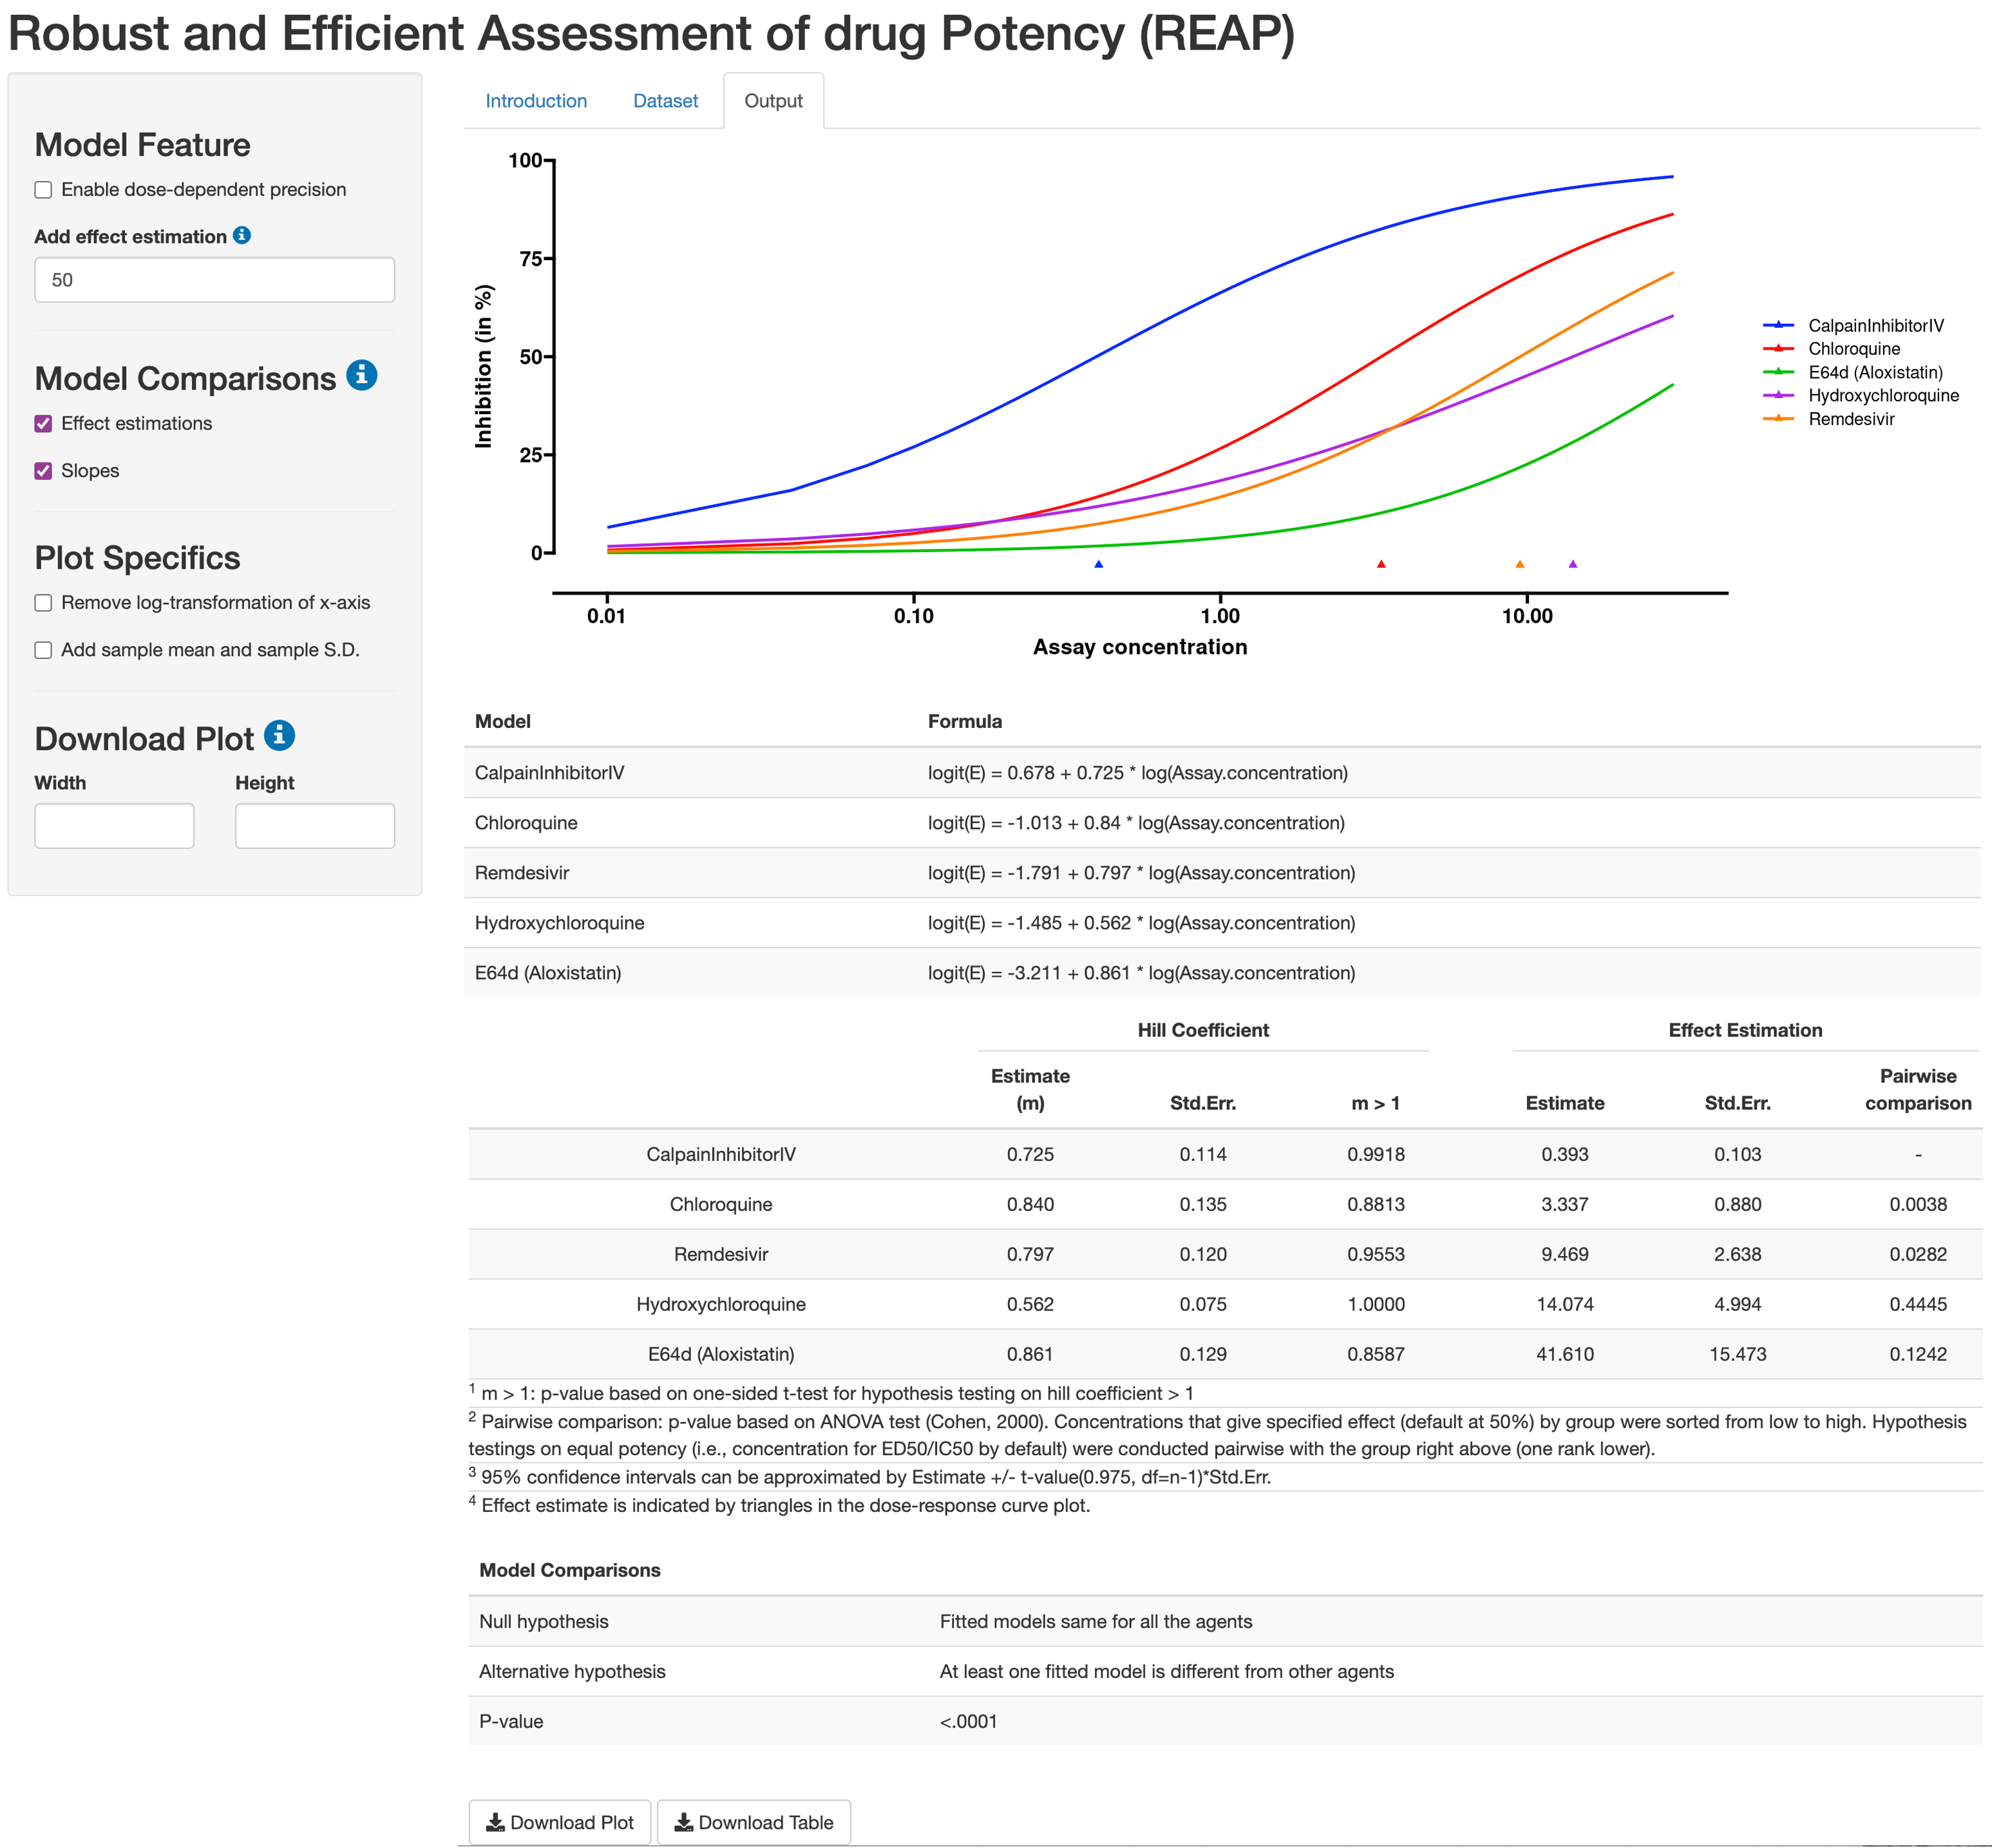 Robust and Efficient Assessment of drug Potency (REAP)
Model Feature
Enable dose-dependent precision
Add effect estimation
50
Model Comparisons
Effect estimations
Slopes
Plot Specifics
Remove log-transformation of x-axis
Add sample mean and sample S.D.
Download Plot
Width Height
Introduction Dataset Output
100
75
50
25
0
Inhibition (in %)
0.01 0.10 1.00 10.00
Assay concentration
CalpainInhibitorIV
Chloroquine
E64d (Aloxistatin)
Hydroxychloroquine
Remdesivir
Model Formula
CalpainInhibitorIV logit(E) = 0.678 + 0.725 * log(Assay.concentration)
Chloroquine logit(E) = -1.013 + 0.84 * log(Assay.concentration)
Remdesivir logit(E) = -1.791 + 0.797 * log(Assay.concentration)
Hydroxychloroquine logit(E) = -1.485 + 0.562 * log(Assay.concentration)
E64d (Aloxistatin) logit(E) = -3.211 + 0.861 * log(Assay.concentration)
Hill Coefficient Effect Estimation
Estimate Pairwise
(m) Std.Err. m > 1 Estimate Std.Err. comparison
CalpainInhibitorIV 0.725 0.114 0.9918 0.393 0.103 -
Chloroquine 0.840 0.135 0.8813 3.337 0.880 0.0038
Remdesivir 0.797 0.120 0.9553 9.469 2.638 0.0282
Hydroxychloroquine 0.562 0.075 1.0000 14.074 4.994 0.4445
E64d (Aloxistatin) 0.861 0.129 0.8587 41.610 15.473 0.1242
1 m > 1: p-value based on one-sided t-test for hypothesis testing on hill coefficient > 1
2 Pairwise comparison: p-value based on ANOVA test (Cohen, 2000). Concentrations that give specified effect (default at 50%) by group were sorted from low to high. Hypothesis
testings on equal potency (i.e., concentration for ED50/IC50 by default) were conducted pairwise with the group right above (one rank lower).
3 95% confidence intervals can be approximated by Estimate +/- t-value(0.975, df=n-1)*Std.Err.
4 Effect estimate is indicated by triangles in the dose-response curve plot.
Model Comparisons
Null hypothesis Fitted models same for all the agents
Alternative hypothesis At least one fitted model is different from other agents
P-value <.0001
Download Plot Download Table